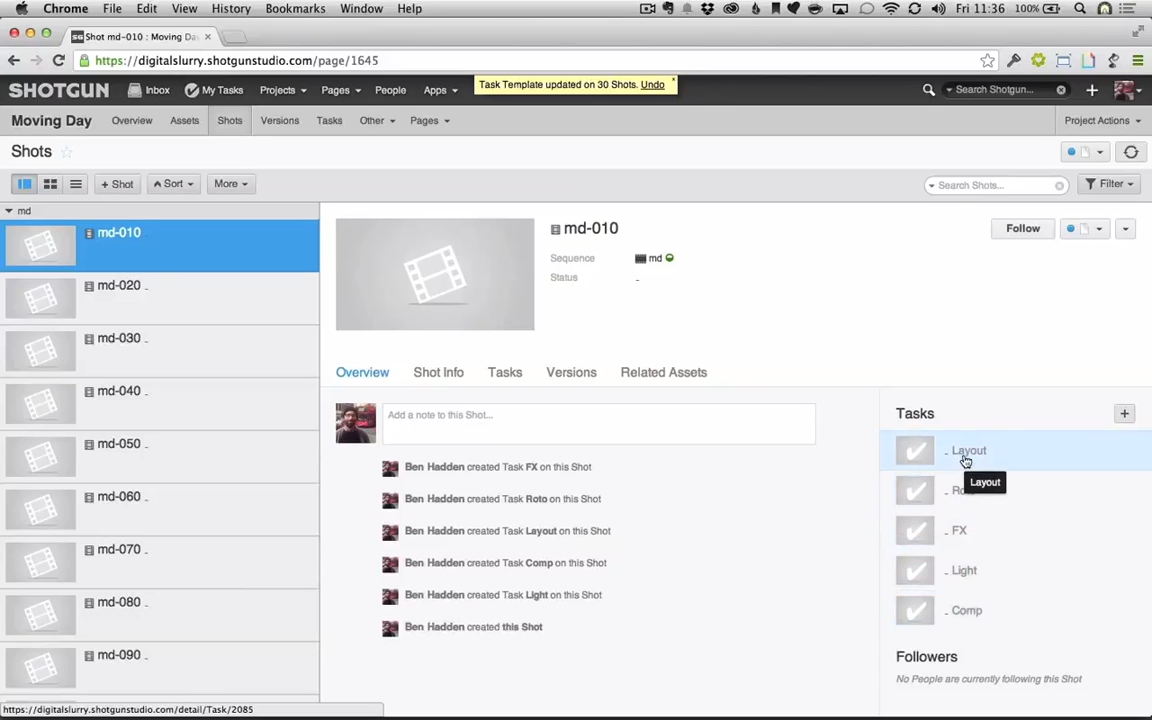 Chrome File Edit View History Bookmarks Window Help Fri 11:36 100%
Shot md-010 : Moving Da
https://digitalslurry.shotgunstudio.com/page/1645
Task Template updated on 30 Shots. Undo
SHOTGUN Inbox My Tasks Projects Pages People Apps Search Shotgun...
Moving Day Overview Assets Shots Versions Tasks Other Pages Project Actions
Shots
+ Shot Sort More Search Shots... Filter
md
md-010
md-020
md-030
md-040
md-050
md-060
md-070
md-080
md-090
md-010
Follow
Sequence md
Status -
Overview Shot Info Tasks Versions Related Assets
Add a note to this Shot...
Ben Hadden created Task FX on this Shot
Ben Hadden created Task Roto on this Shot
Ben Hadden created Task Layout on this Shot
Ben Hadden created Task Comp on this Shot
Ben Hadden created Task Light on this Shot
Ben Hadden created this Shot
Tasks +
Layout
Layout
FX
Light
Comp
Followers
No People are currently following this Shot
https://digitalslurry.shotgunstudio.com/detail/Task/2085